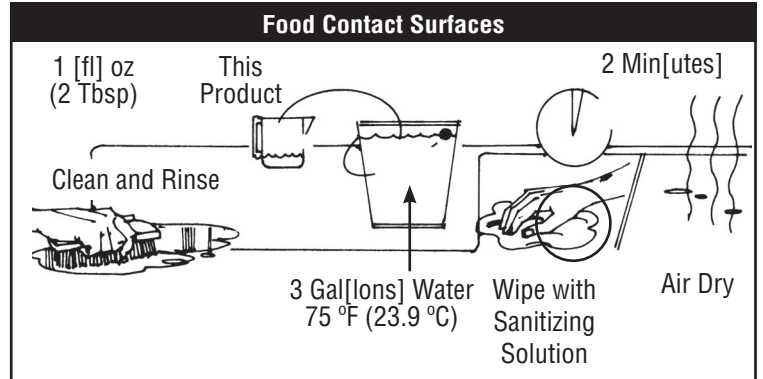 Food Contact Surfaces
1 [fl] oz
(2 Tbsp)
This
Product
2 Min[utes]
Clean and Rinse
3 Gal[lons] Water
75 ºF (23.9 ºC)
Wipe with
Sanitizing
Solution
Air Dry